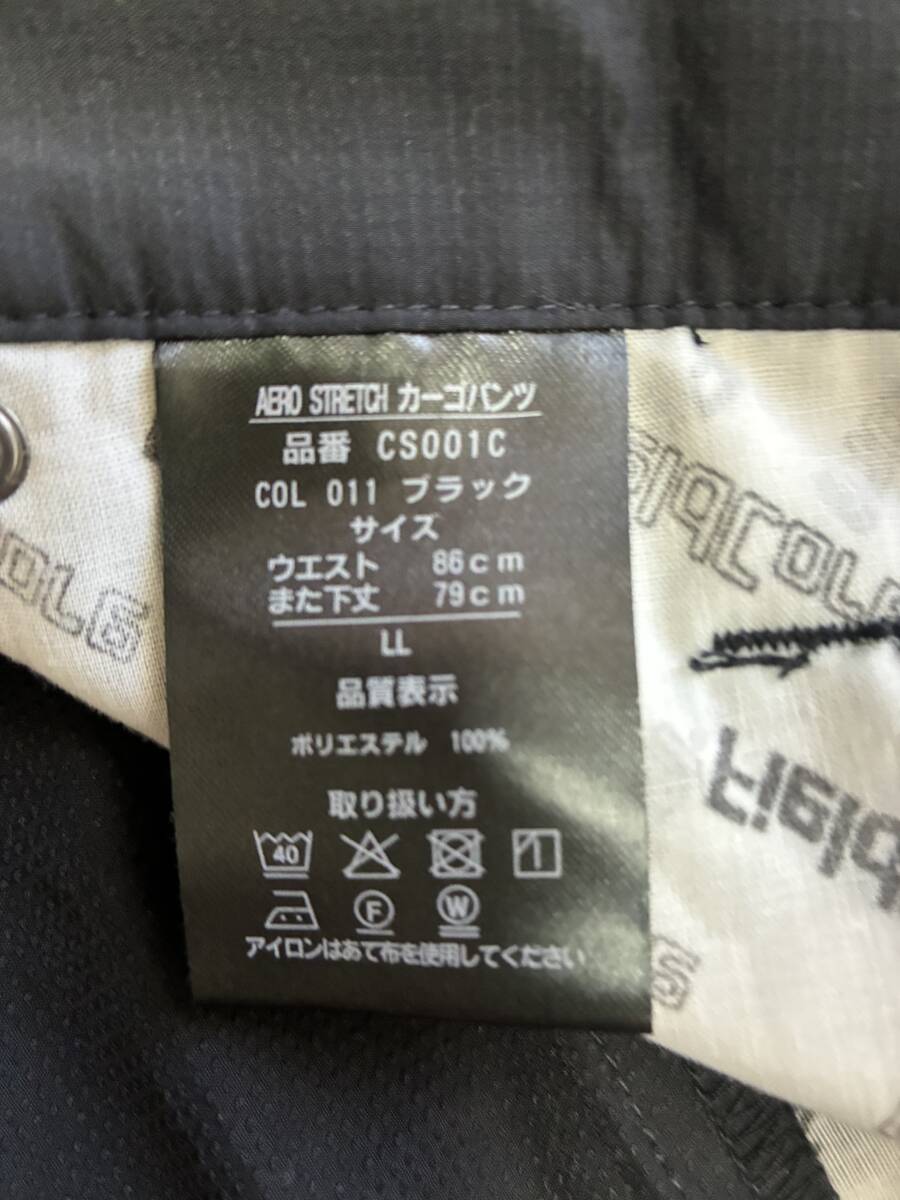 AERO STRETCH カーゴパンツ
品番 CS001C
COL 011 ブラック
サイズ
ウエスト 86cm
また下丈 79cm
LL
品質表示
ポリエステル 100%
取り扱い方
40
F W
アイロンはあて布を使用してください